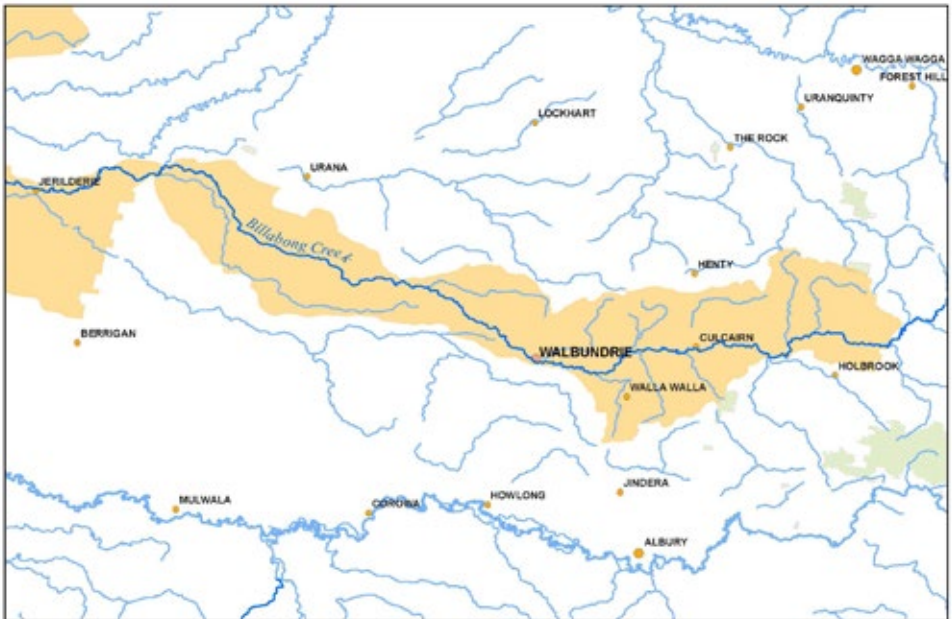 WAGGA WAGGA
FOREST HILL
URANQUINTY
LOCKHART
THE ROCK
URANA
JERILDERIE
Billabong Creek
HENTY
BERRIGAN
CULCAIRN
WALBUNDRIE
HOLBROOK
WALLA WALLA
JINDERA
MULWALA
COROWA
HOWLONG
ALBURY